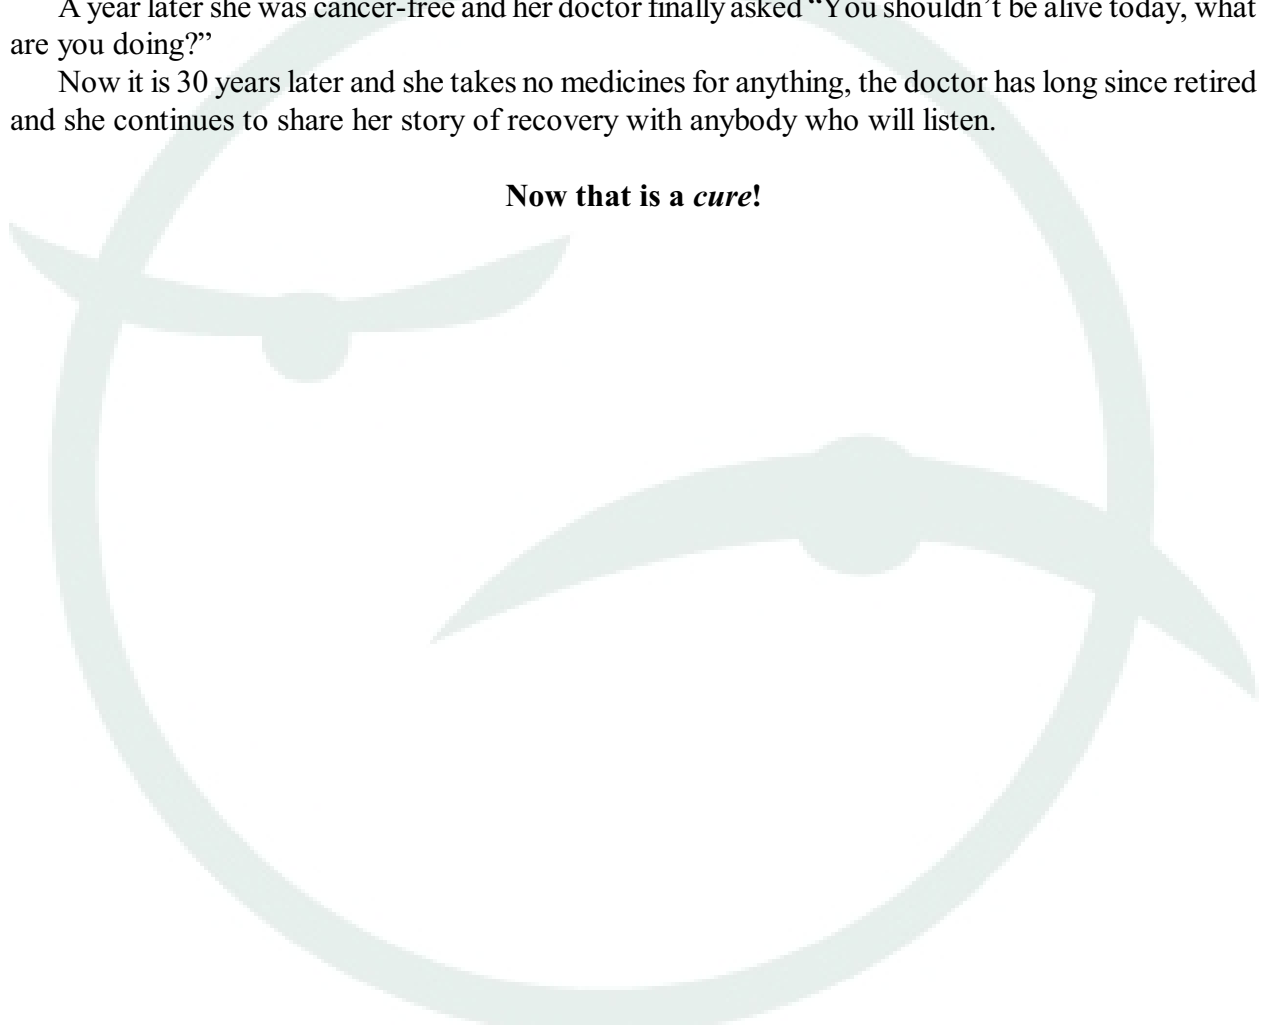 A year later she was cancer-free and her doctor finally asked “You shouldn’t be alive today, what
are you doing?”
Now it is 30 years later and she takes no medicines for anything, the doctor has long since retired
and she continues to share her story of recovery with anybody who will listen.
Now that is a cure!